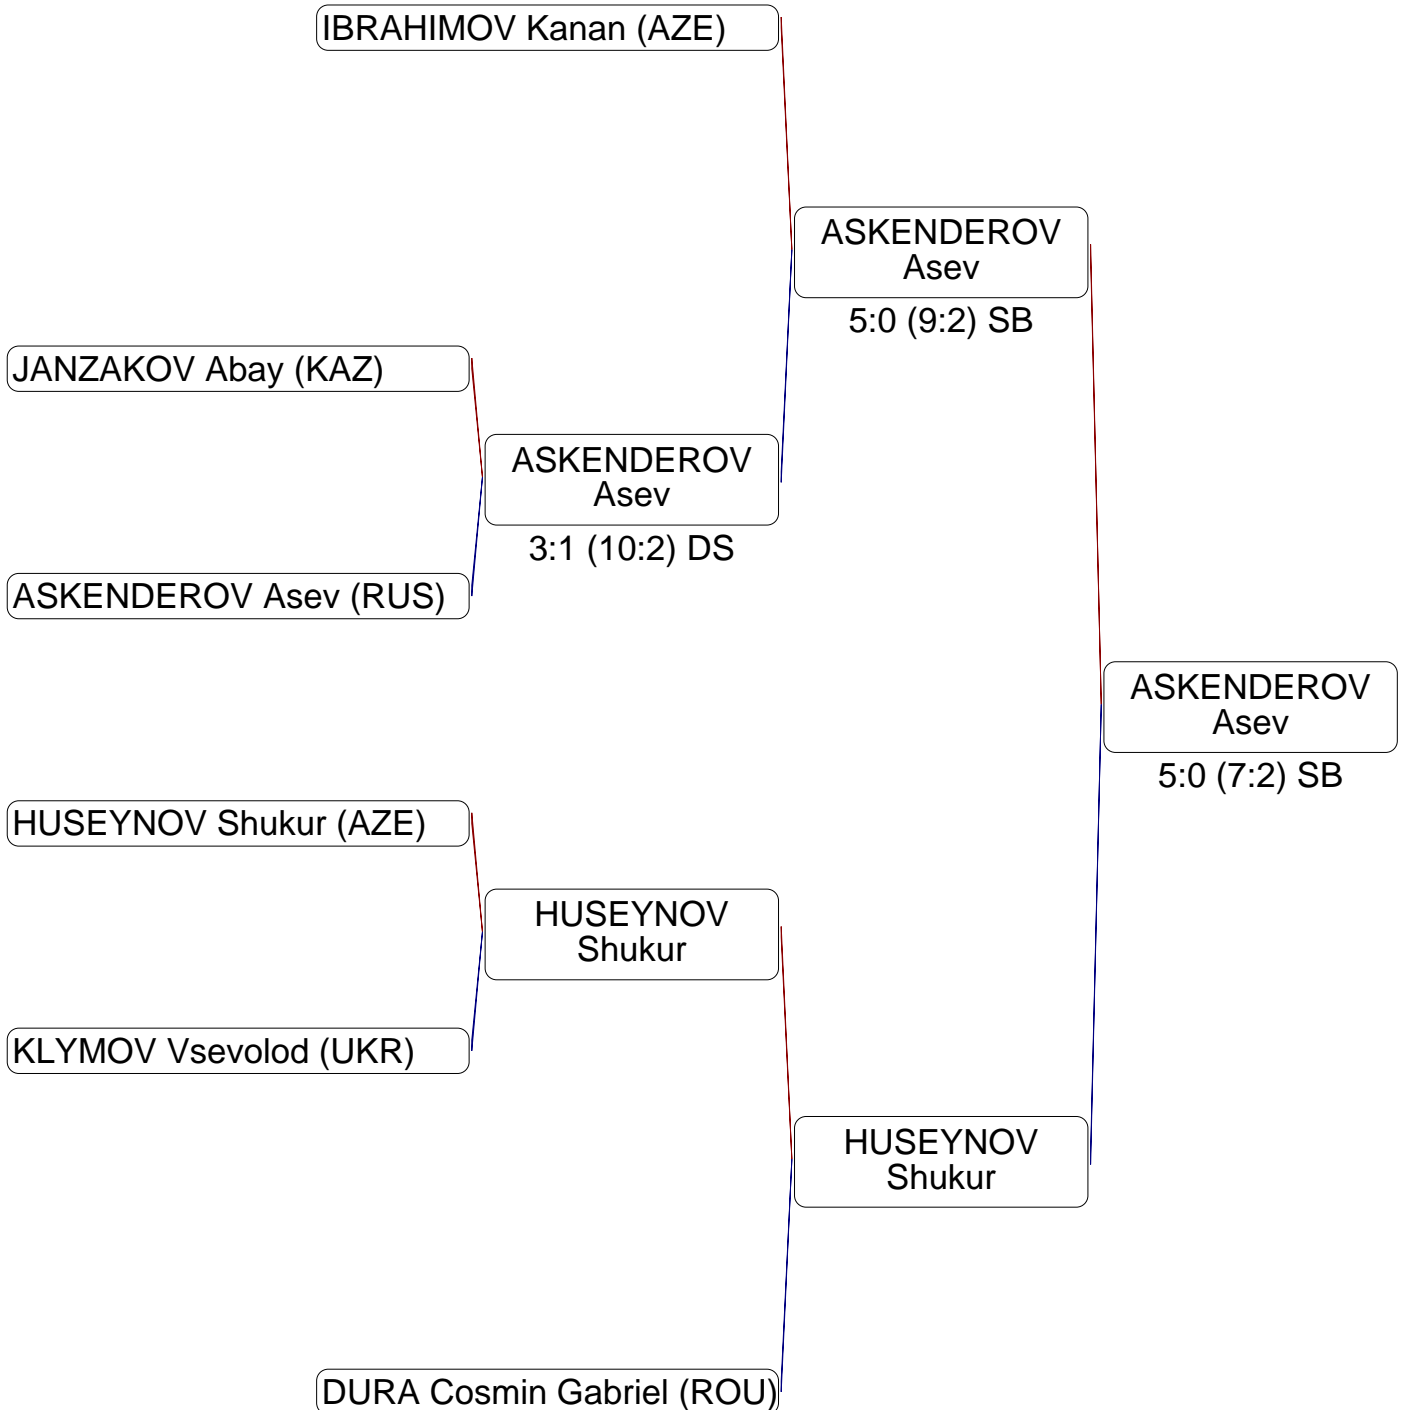 IBRAHIMOV Kanan (AZE)
ASKENDEROV
Asev
5:0 (9:2) SB
JANZAKOV Abay (KAZ)
ASKENDEROV
Asev
3:1 (10:2) DS
ASKENDEROV Asev (RUS)
ASKENDEROV
Asev
5:0 (7:2) SB
HUSEYNOV Shukur (AZE)
HUSEYNOV
Shukur
KLYMOV Vsevolod (UKR)
HUSEYNOV
Shukur
DURA Cosmin Gabriel (ROU)